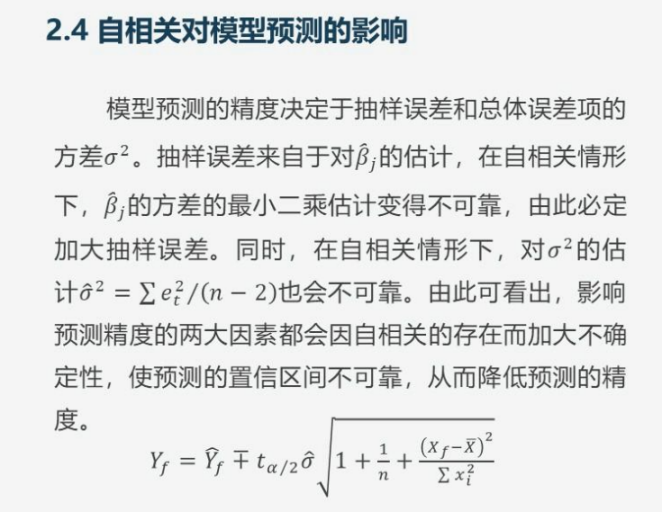 2.4 自相关对模型预测的影响
模型预测的精度决定于抽样误差和总体误差项的
方差σ²。抽样误差来自于对β̂ⱼ的估计，在自相关情形
下，β̂ⱼ的方差的最小二乘估计变得不可靠，由此必定
加大抽样误差。同时，在自相关情形下，对σ²的估
计σ̂² = ∑eₜ²/(n − 2)也会不可靠。由此可看出，影响
预测精度的两大因素都会因自相关的存在而加大不确
定性，使预测的置信区间不可靠，从而降低预测的精
度。
Y_f = Ŷ_f ∓ t_{α/2}σ̂ √(1 + 1/n + (X_f−X̄)²/∑xᵢ²)